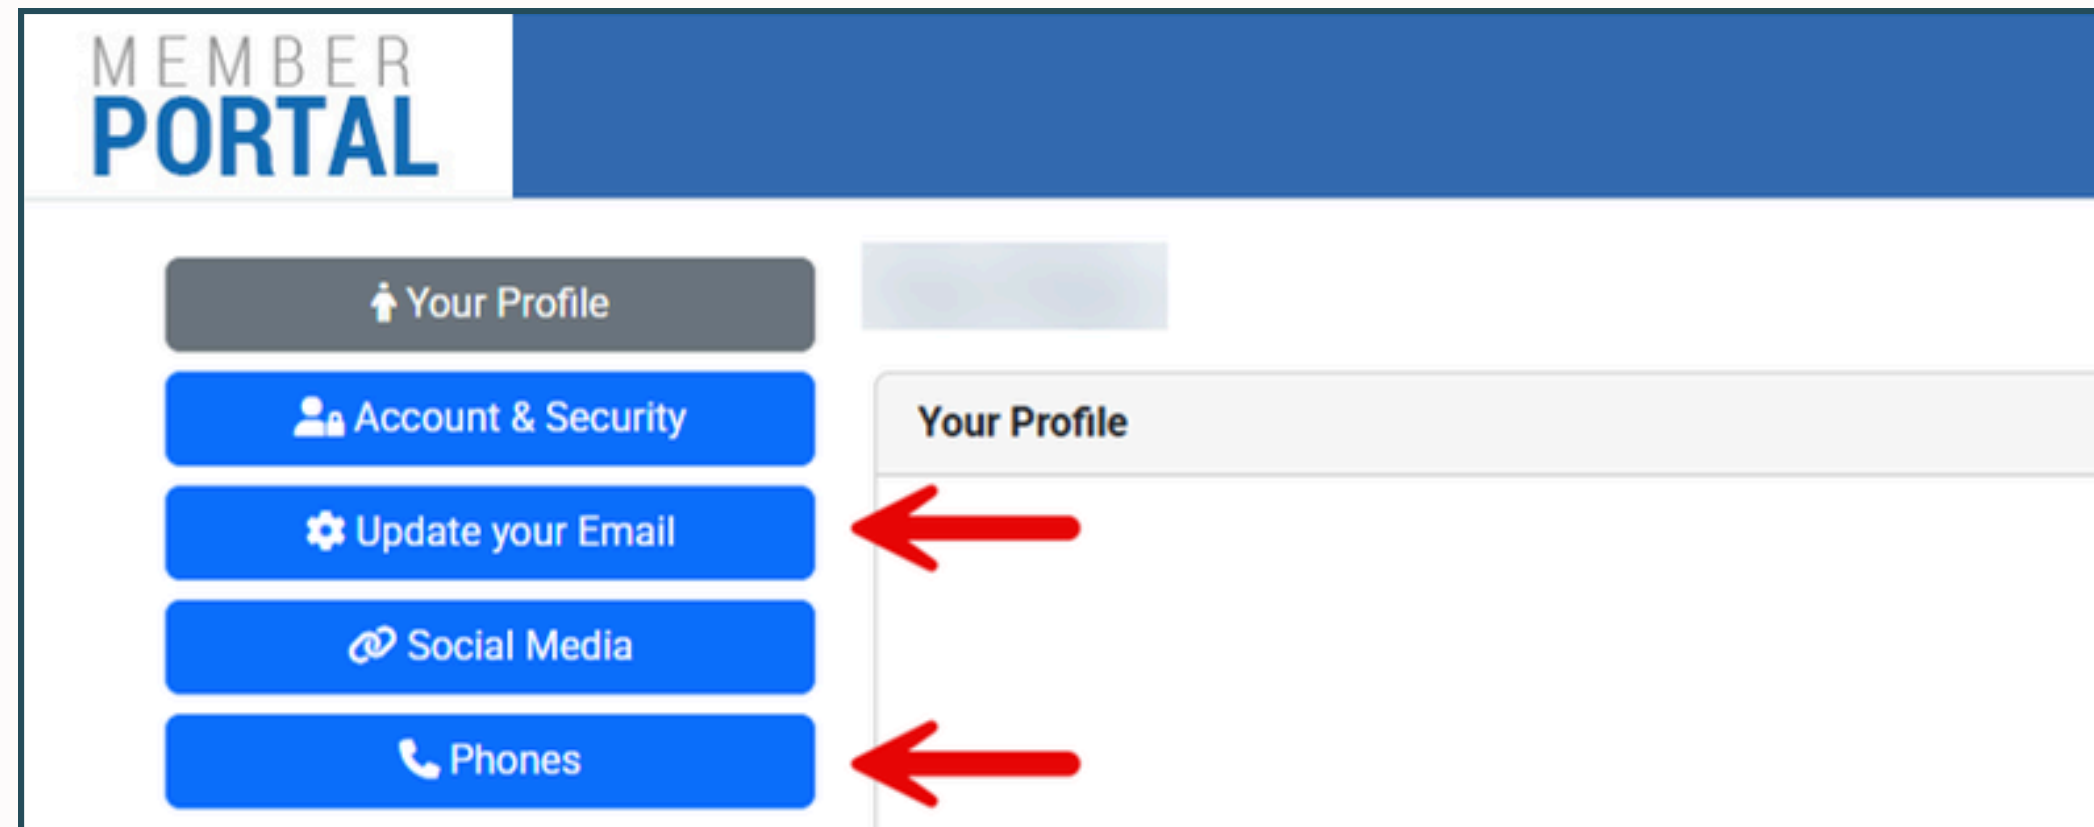 MEMBER
PORTAL
Your Profile
Account & Security
Update your Email
Social Media
Phones
Your Profile